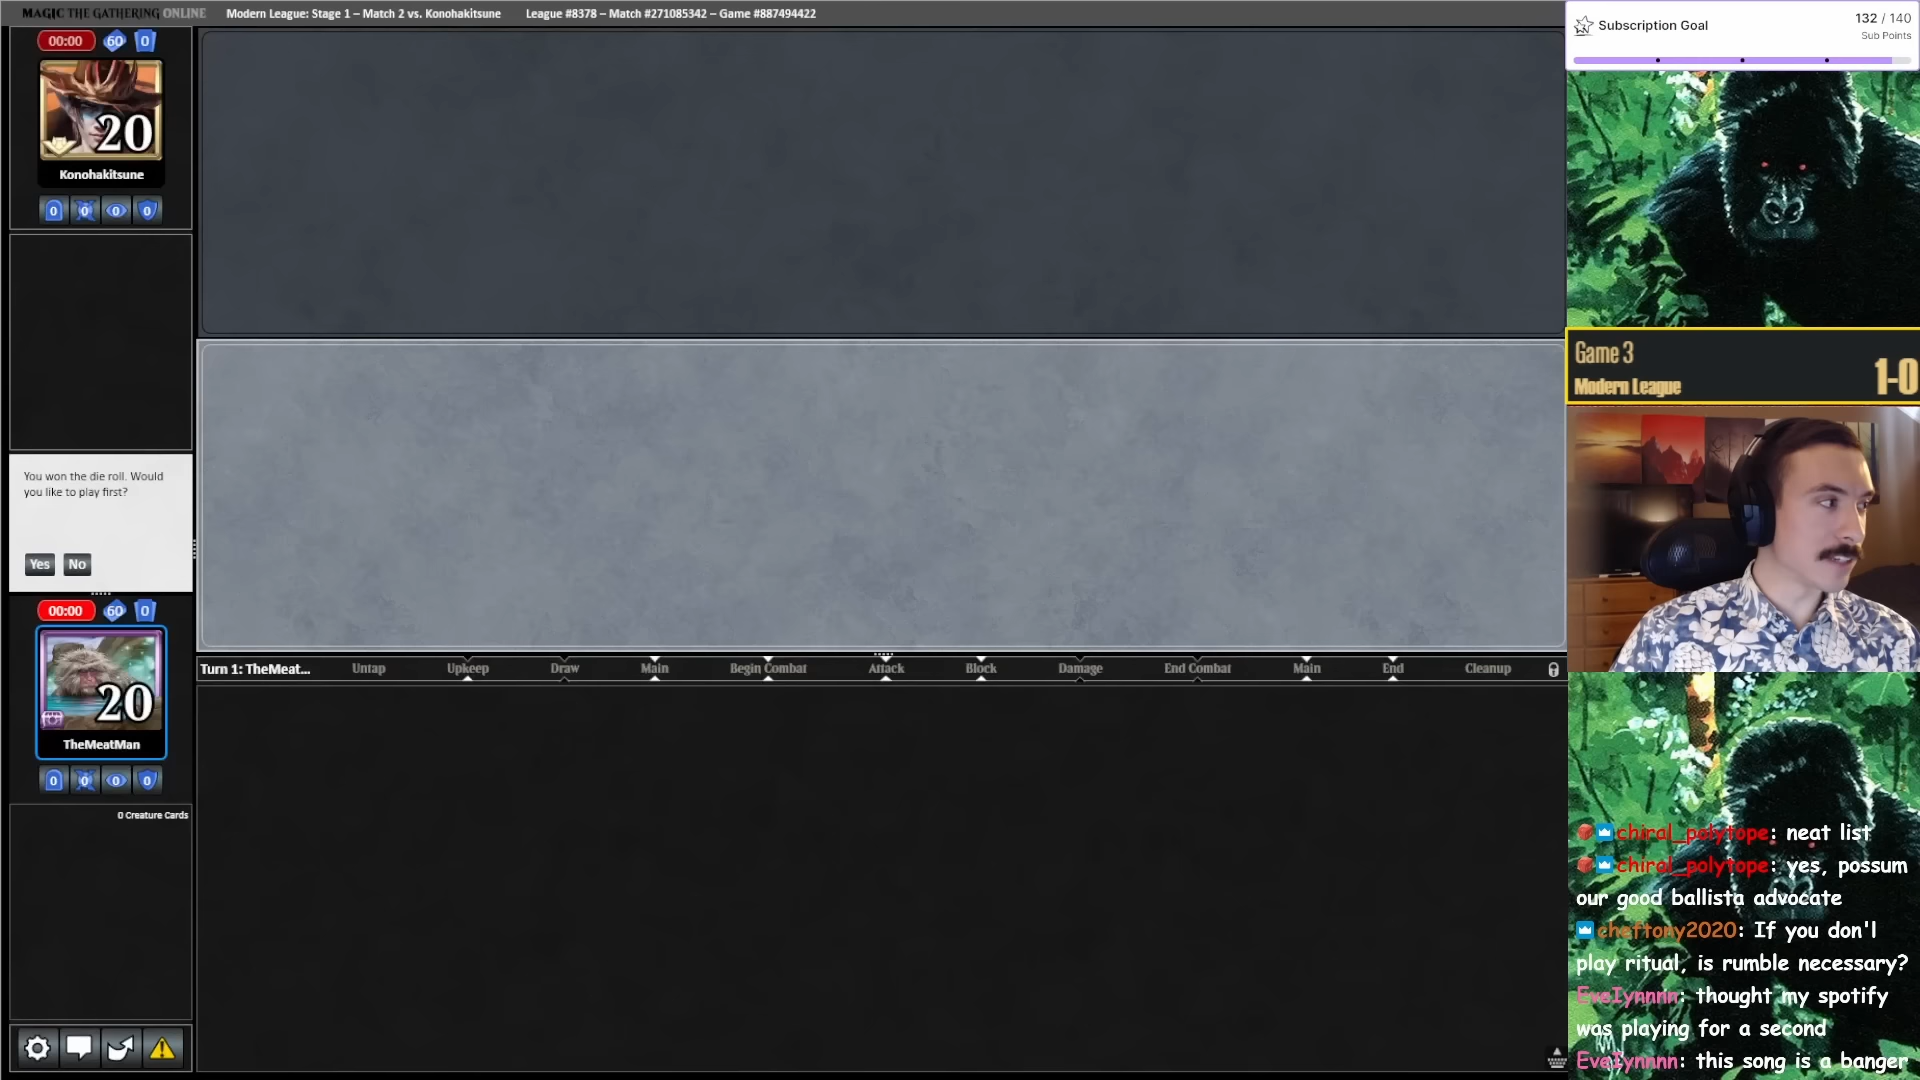 MAGIC THE GATHERING ONLINE
Modern League: Stage 1 – Match 2 vs. Konohakitsune
League #8378 – Match #271085342 – Game #887494422
00:00 60 0
20
Konohakitsune
0 0 0 0
You won the die roll. Would
you like to play first?
Yes No
00:00 60 0
20
TheMeatMan
0 0 0 0
0 Creature Cards
Turn 1: TheMeat... Untap Upkeep Draw Main Begin Combat Attack Block Damage End Combat Main End Cleanup
Subscription Goal
132 / 140
Sub Points
Game 3
Modern League
1-0
chiral_polytope: neat list
chiral_polytope: yes, possum
our good ballista advocate
cheftony2020: If you don'l
play ritual, is rumble necessary?
EvaIynnnn: thought my spotify
was playing for a second
EvaIynnnn: this song is a banger